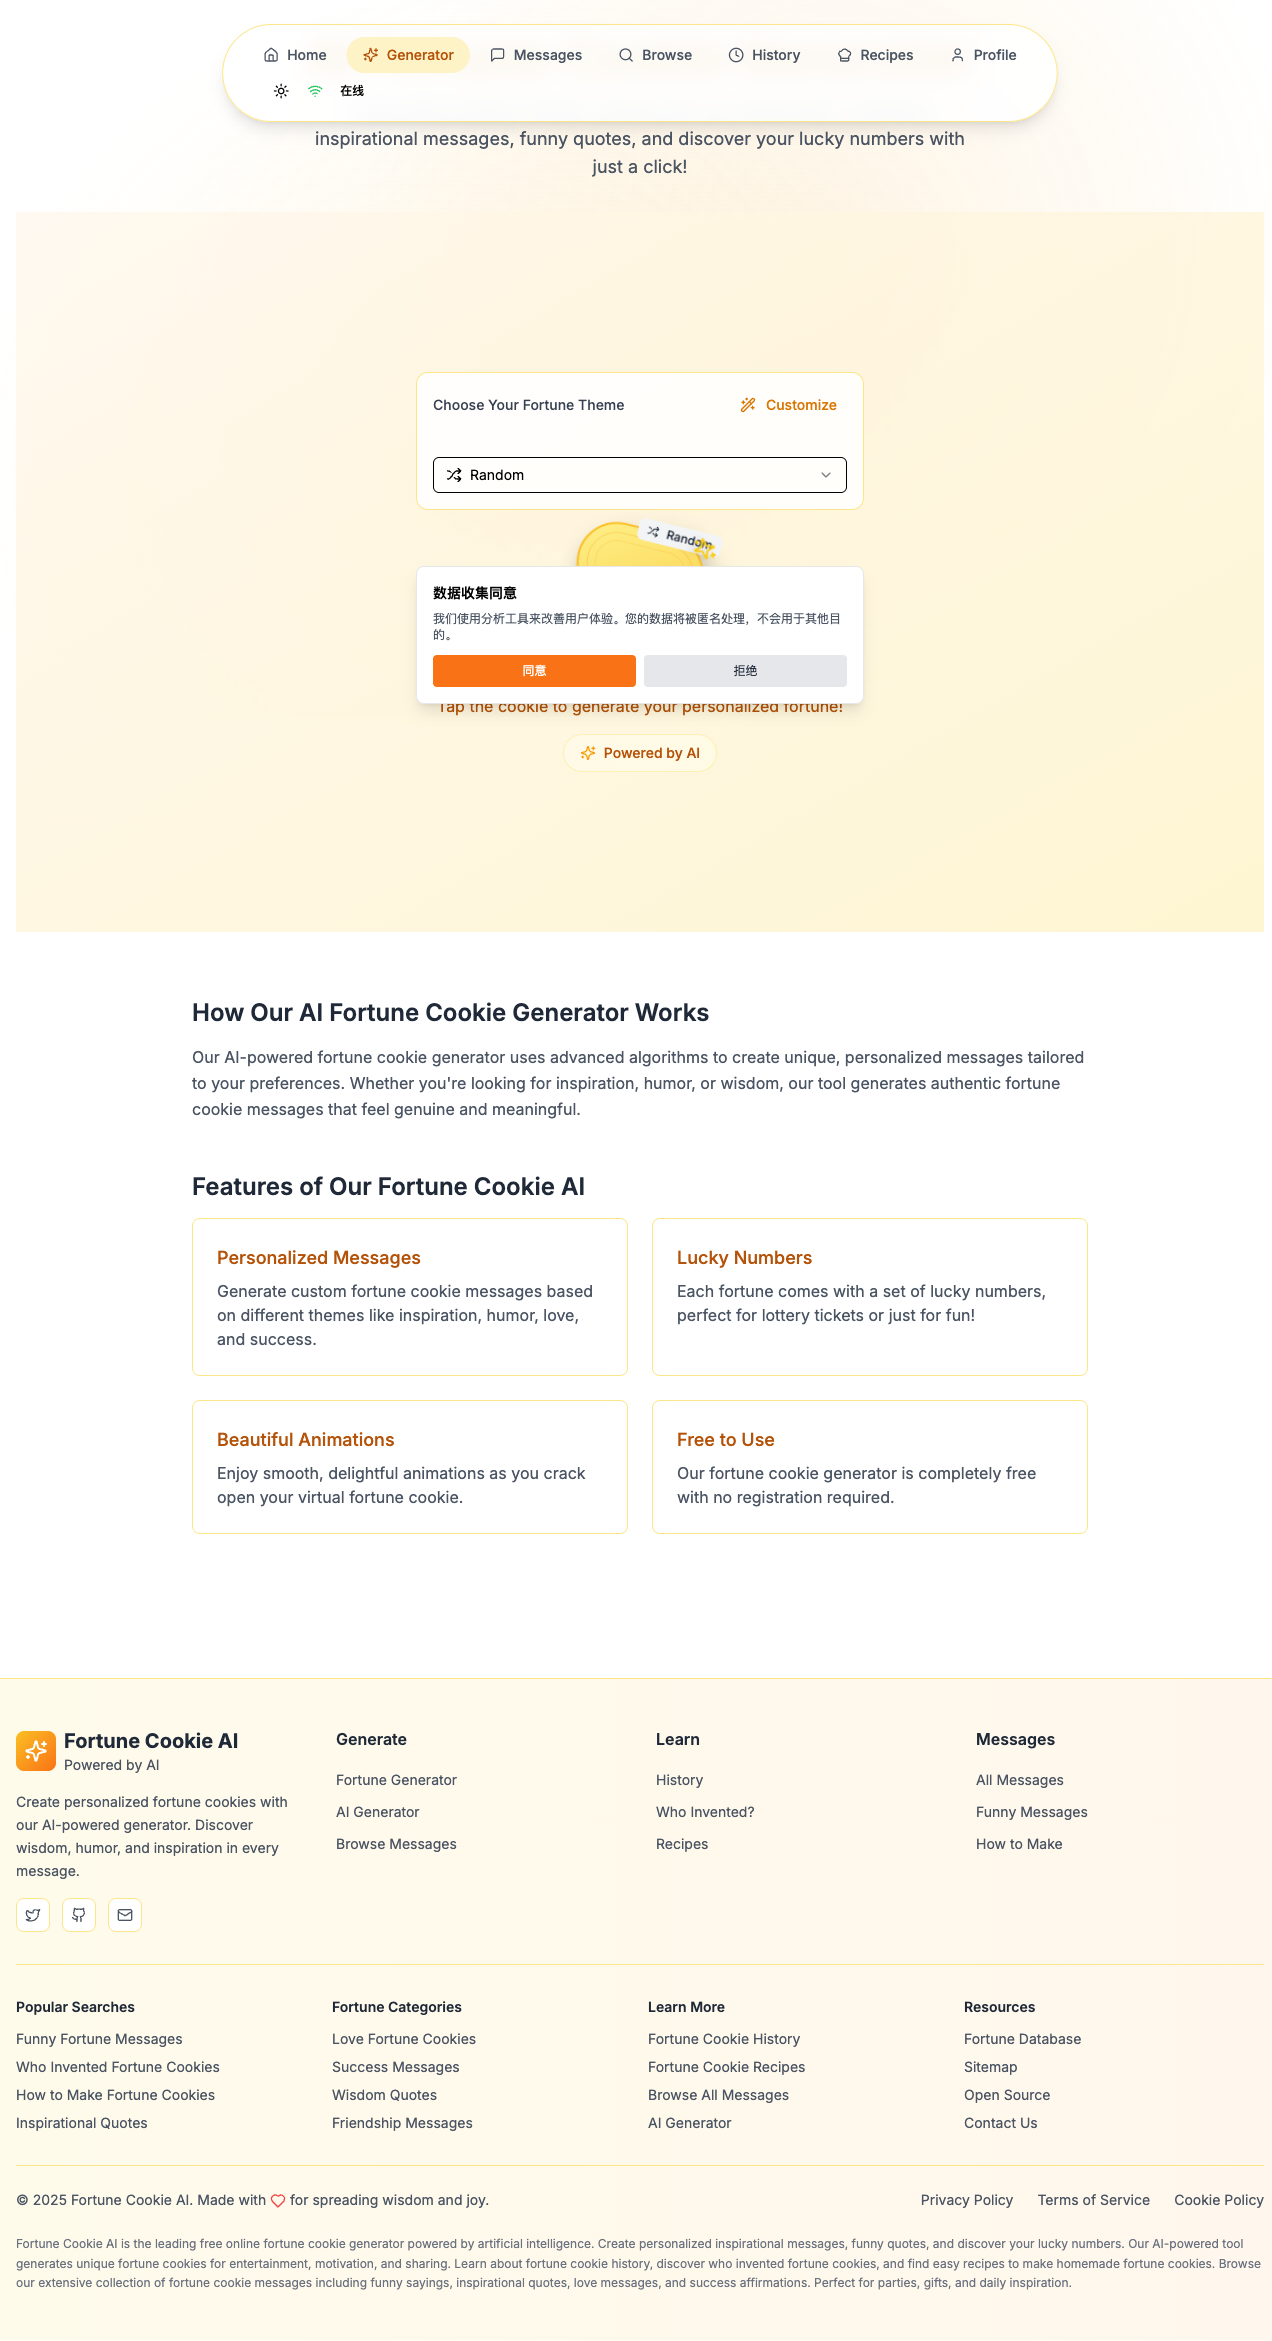 Home
Generator
Messages
Browse
History
Recipes
Profile
在线
inspirational messages, funny quotes, and discover your lucky numbers with
just a click!
Choose Your Fortune Theme
Customize
Random
Random
数据收集同意
我们使用分析工具来改善用户体验。您的数据将被匿名处理，不会用于其他目
的。
同意
拒绝
Tap the cookie to generate your personalized fortune!
Powered by AI
How Our AI Fortune Cookie Generator Works
Our AI-powered fortune cookie generator uses advanced algorithms to create unique, personalized messages tailored
to your preferences. Whether you're looking for inspiration, humor, or wisdom, our tool generates authentic fortune
cookie messages that feel genuine and meaningful.
Features of Our Fortune Cookie AI
Personalized Messages
Generate custom fortune cookie messages based
on different themes like inspiration, humor, love,
and success.
Lucky Numbers
Each fortune comes with a set of lucky numbers,
perfect for lottery tickets or just for fun!
Beautiful Animations
Enjoy smooth, delightful animations as you crack
open your virtual fortune cookie.
Free to Use
Our fortune cookie generator is completely free
with no registration required.
Fortune Cookie AI
Powered by AI
Create personalized fortune cookies with
our AI-powered generator. Discover
wisdom, humor, and inspiration in every
message.
Generate
Fortune Generator
AI Generator
Browse Messages
Learn
History
Who Invented?
Recipes
Messages
All Messages
Funny Messages
How to Make
Popular Searches
Funny Fortune Messages
Who Invented Fortune Cookies
How to Make Fortune Cookies
Inspirational Quotes
Fortune Categories
Love Fortune Cookies
Success Messages
Wisdom Quotes
Friendship Messages
Learn More
Fortune Cookie History
Fortune Cookie Recipes
Browse All Messages
AI Generator
Resources
Fortune Database
Sitemap
Open Source
Contact Us
© 2025 Fortune Cookie AI. Made with for spreading wisdom and joy.
Privacy Policy
Terms of Service
Cookie Policy
Fortune Cookie AI is the leading free online fortune cookie generator powered by artificial intelligence. Create personalized inspirational messages, funny quotes, and discover your lucky numbers. Our AI-powered tool
generates unique fortune cookies for entertainment, motivation, and sharing. Learn about fortune cookie history, discover who invented fortune cookies, and find easy recipes to make homemade fortune cookies. Browse
our extensive collection of fortune cookie messages including funny sayings, inspirational quotes, love messages, and success affirmations. Perfect for parties, gifts, and daily inspiration.